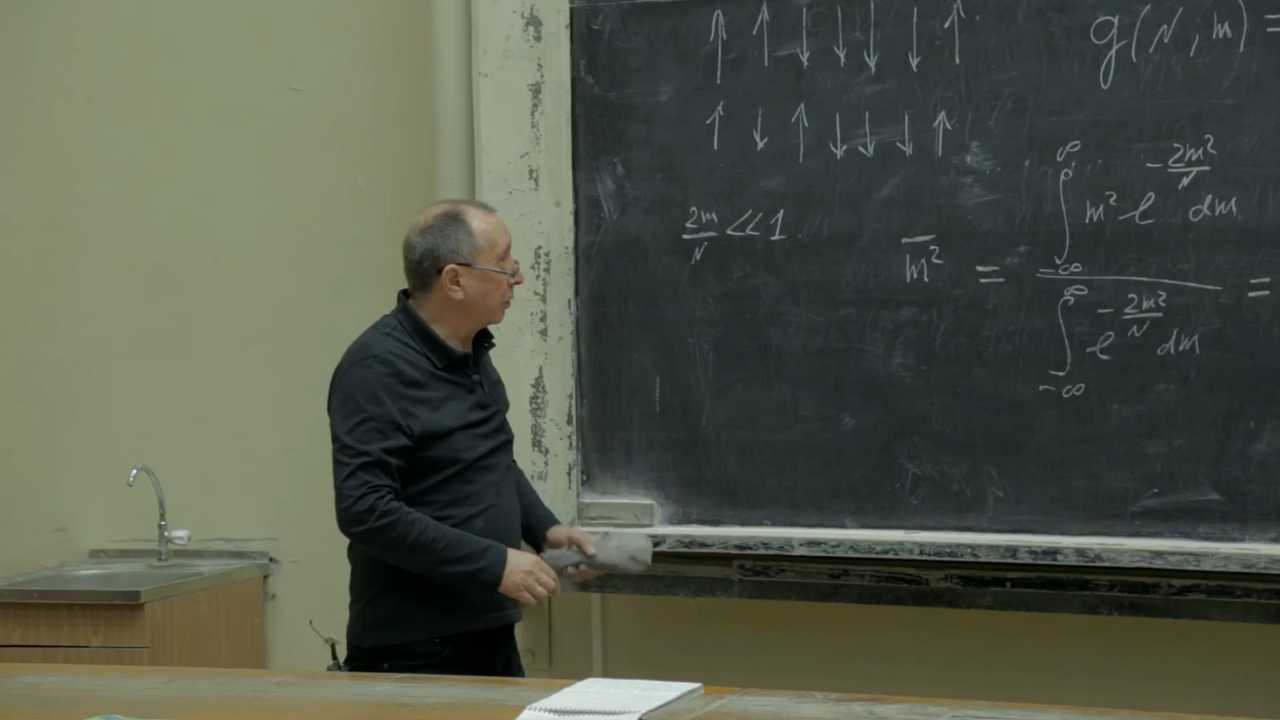 ↑ ↑ ↓ ↓ ↓ ↓ ↑
g(N, m) =
↑ ↓ ↑ ↓ ↓ ↓ ↑
2m/N << 1
m̅² = ∫_{-∞}^{∞} m² e^{-2m²/N} dm / ∫_{-∞}^{∞} e^{-2m²/N} dm =